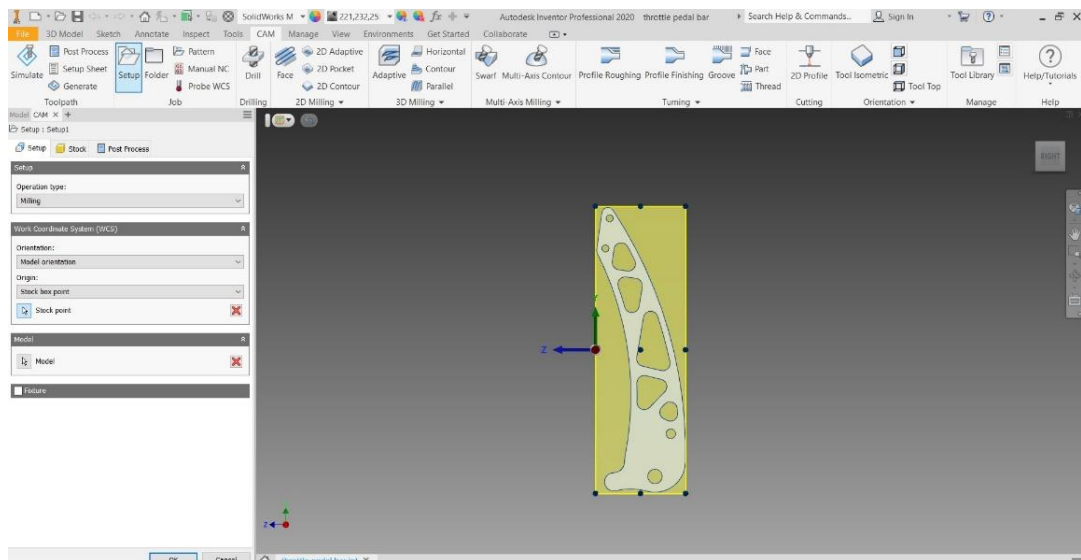 SolidWorks M
221,232,25
Autodesk Inventor Professional 2020 throttle pedal bar
Search Help & Commands..
Sign In
File 3D Model Sketch Annotate Inspect Tools CAM Manage View Environments Get Started Collaborate
Post Process Pattern 2D Adaptive Horizontal Face
Setup Sheet Manual NC 2D Pocket Contour Part
Generate Probe WCS 2D Contour Parallel Thread Tool Top
Simulate Setup Folder Drill Face Adaptive Swarf Multi-Axis Contour Profile Roughing Profile Finishing Groove 2D Profile Tool Isometric Tool Library Help/Tutorials
Toolpath Job Drilling 2D Milling 3D Milling Multi-Axis Milling Turning Cutting Orientation Manage Help
Model CAM X +
Setup : Setup1
Setup Stock Post Process
Setup
Operation type:
Milling
Work Coordinate System (WCS)
Orientation:
Model orientation
Origin:
Stock box point
Stock point
Model
Model
Fixture
RIGHT
Z
Z
OK Cancel